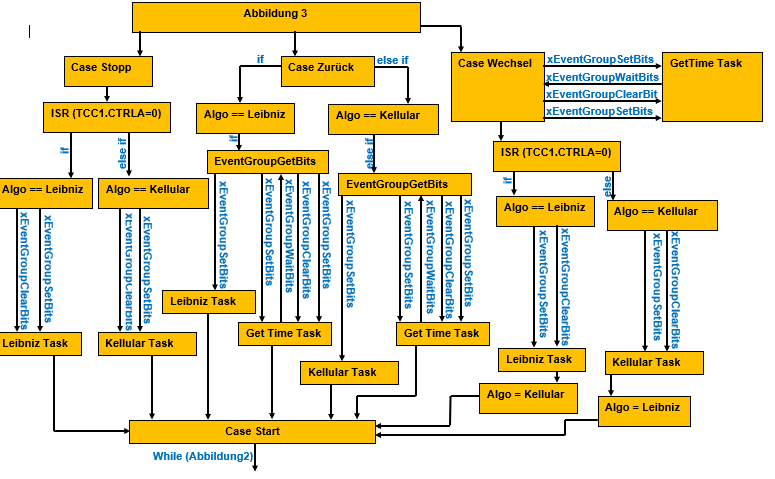 Abbildung 3
if
else if
Case Stopp
Case Zurück
Case Wechsel
xEventGroupSetBits
xEventGroupWaitBits
xEventGroupClearBit
xEventGroupSetBits
GetTime Task
ISR (TCC1.CTRLA=0)
Algo == Leibniz
Algo == Kellular
if
else if
if
else if
ISR (TCC1.CTRLA=0)
EventGroupGetBits
EventGroupGetBits
if
else
Algo == Leibniz
Algo == Kellular
Algo == Leibniz
Algo == Kellular
xEventGroupClearBits
xEventGroupSetBits
xEventGroupClearBits
xEventGroupSetBits
xEventGroupSetBits
xEventGroupSetBits
xEventGroupWaitBits
xEventGroupClearBits
xEventGroupSetBits
xEventGroupSetBits
xEventGroupSetBits
xEventGroupWaitBits
xEventGroupClearBits
xEventGroupSetBits
xEventGroupSetBits
xEventGroupClearBits
xEventGroupSetBits
xEventGroupClearBits
Leibniz Task
Leibniz Task
Kellular Task
Get Time Task
Get Time Task
Kellular Task
Leibniz Task
Kellular Task
Algo = Kellular
Algo = Leibniz
Case Start
While (Abbildung2)